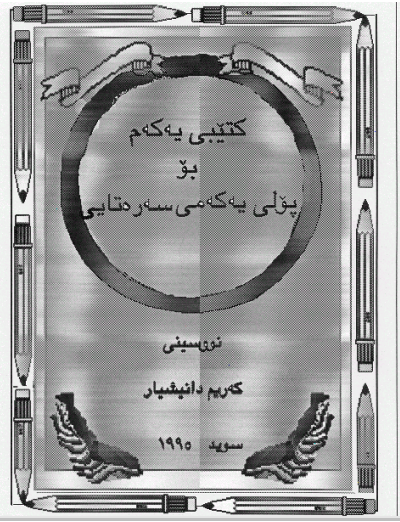 کتێبی یەکەم
بۆ
پۆلی یەکەمی سەرەتایی
نووسینی
کەریم دانیشیار
سوید ١٩٩٥